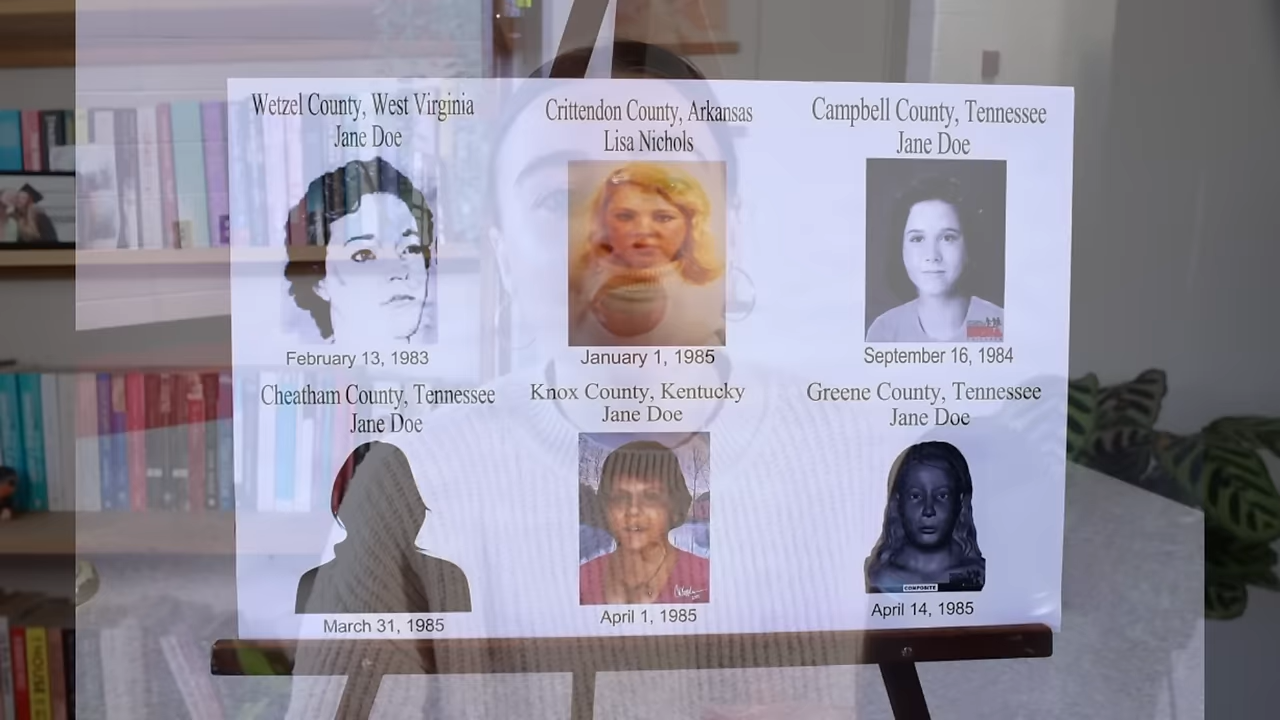 Wetzel County, West Virginia
Jane Doe
February 13, 1983
Crittendon County, Arkansas
Lisa Nichols
January 1, 1985
Campbell County, Tennessee
Jane Doe
September 16, 1984
Cheatham County, Tennessee
Jane Doe
March 31, 1985
Knox County, Kentucky
Jane Doe
April 1, 1985
Greene County, Tennessee
Jane Doe
COMPOSITE
April 14, 1985